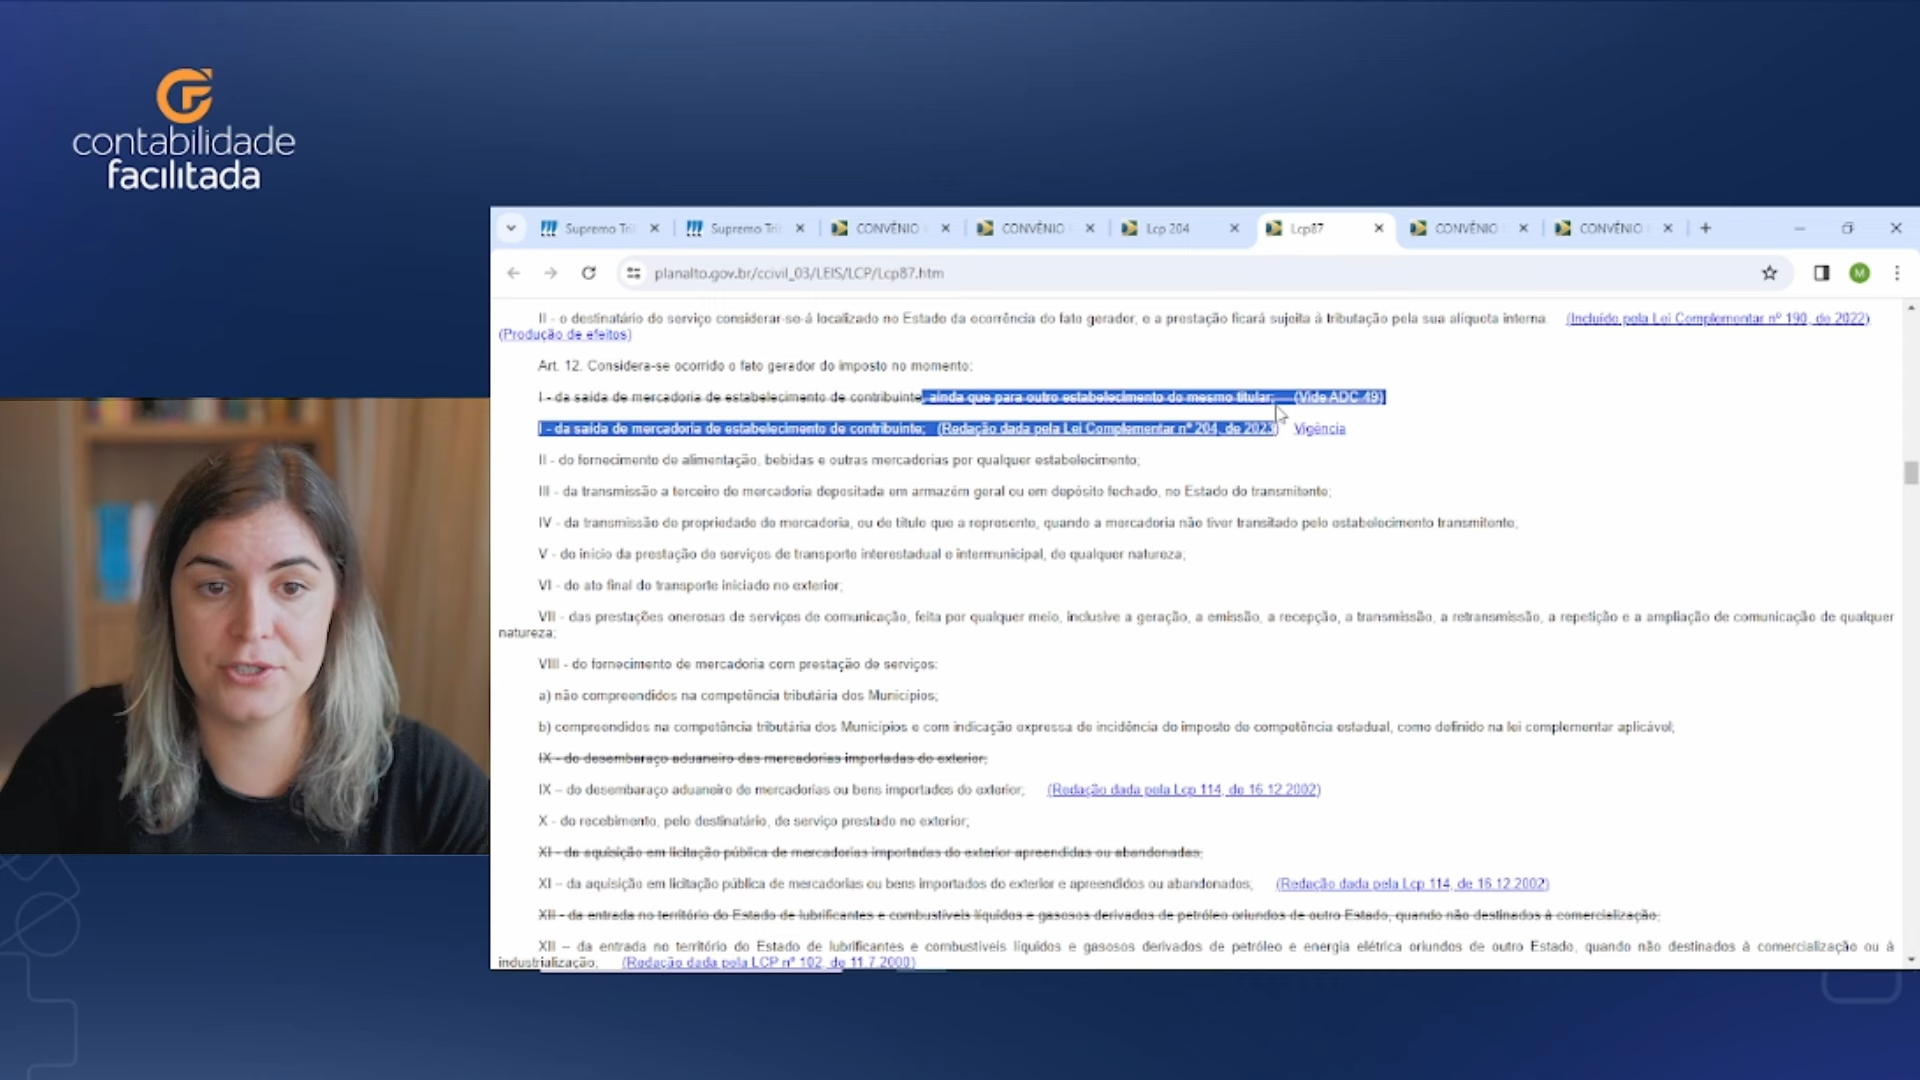 contabilidade
facilitada
Supremo Tri
Supremo Tri
CONVÊNIO
CONVÊNIO
Lcp 204
Lcp87
CONVÊNIO
CONVÊNIO
planalto.gov.br/ccivil_03/LEIS/LCP/Lcp87.htm
M
II - o destinatário do serviço considerar-se-á localizado no Estado da ocorrência do fato gerador, e a prestação ficará sujeita à tributação pela sua alíquota interna. (Incluído pela Lei Complementar nº 190, de 2022)
(Produção de efeitos)
Art. 12. Considera-se ocorrido o fato gerador do imposto no momento:
I - da saída de mercadoria de estabelecimento de contribuinte, ainda que para outro estabelecimento do mesmo titular; (Vide ADC 49)
I - da saída de mercadoria de estabelecimento de contribuinte; (Redação dada pela Lei Complementar nº 204, de 2023) Vigência
II - do fornecimento de alimentação, bebidas e outras mercadorias por qualquer estabelecimento;
III - da transmissão a terceiro de mercadoria depositada em armazém geral ou em depósito fechado, no Estado do transmitente;
IV - da transmissão de propriedade de mercadoria, ou de título que a represente, quando a mercadoria não tiver transitado pelo estabelecimento transmitente;
V - do início da prestação de serviços de transporte interestadual e intermunicipal, de qualquer natureza;
VI - do ato final do transporte iniciado no exterior;
VII - das prestações onerosas de serviços de comunicação, feita por qualquer meio, inclusive a geração, a emissão, a recepção, a transmissão, a retransmissão, a repetição e a ampliação de comunicação de qualquer
natureza;
VIII - do fornecimento de mercadoria com prestação de serviços:
a) não compreendidos na competência tributária dos Municípios;
b) compreendidos na competência tributária dos Municípios e com indicação expressa de incidência do imposto de competência estadual, como definido na lei complementar aplicável;
IX - do desembaraço aduaneiro das mercadorias importadas do exterior;
IX – do desembaraço aduaneiro de mercadorias ou bens importados do exterior; (Redação dada pela Lcp 114, de 16.12.2002)
X - do recebimento, pelo destinatário, de serviço prestado no exterior;
XI - da aquisição em licitação pública de mercadorias importadas do exterior apreendidas ou abandonadas;
XI – da aquisição em licitação pública de mercadorias ou bens importados do exterior e apreendidos ou abandonados; (Redação dada pela Lcp 114, de 16.12.2002)
XII - da entrada no território do Estado de lubrificantes e combustíveis líquidos e gasosos derivados de petróleo oriundos de outro Estado, quando não destinados à comercialização;
XII – da entrada no território do Estado de lubrificantes e combustíveis líquidos e gasosos derivados de petróleo e energia elétrica oriundos de outro Estado, quando não destinados à comercialização ou à
industrialização; (Redação dada pela LCP nº 102, de 11.7.2000)